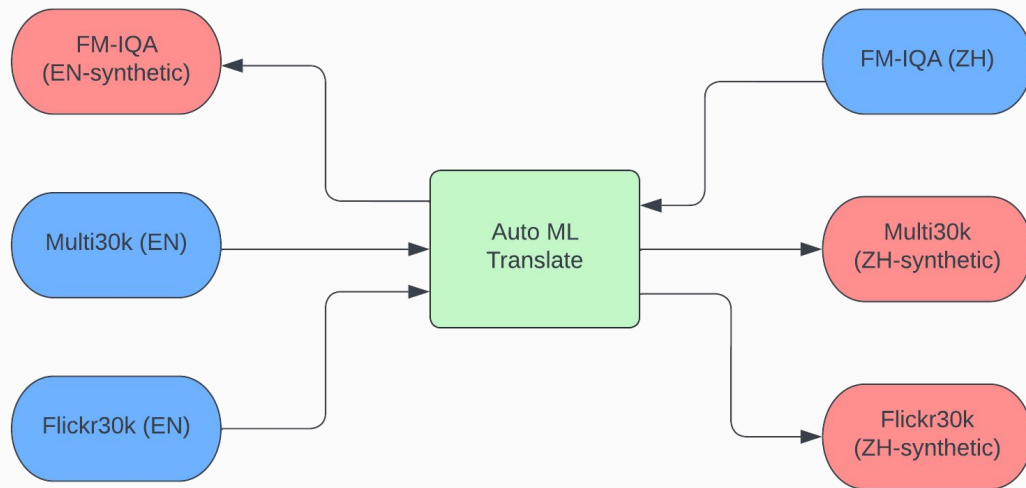 FM-IQA
(EN-synthetic)
FM-IQA (ZH)
Multi30k (EN)
Auto ML
Translate
Multi30k
(ZH-synthetic)
Flickr30k (EN)
Flickr30k
(ZH-synthetic)